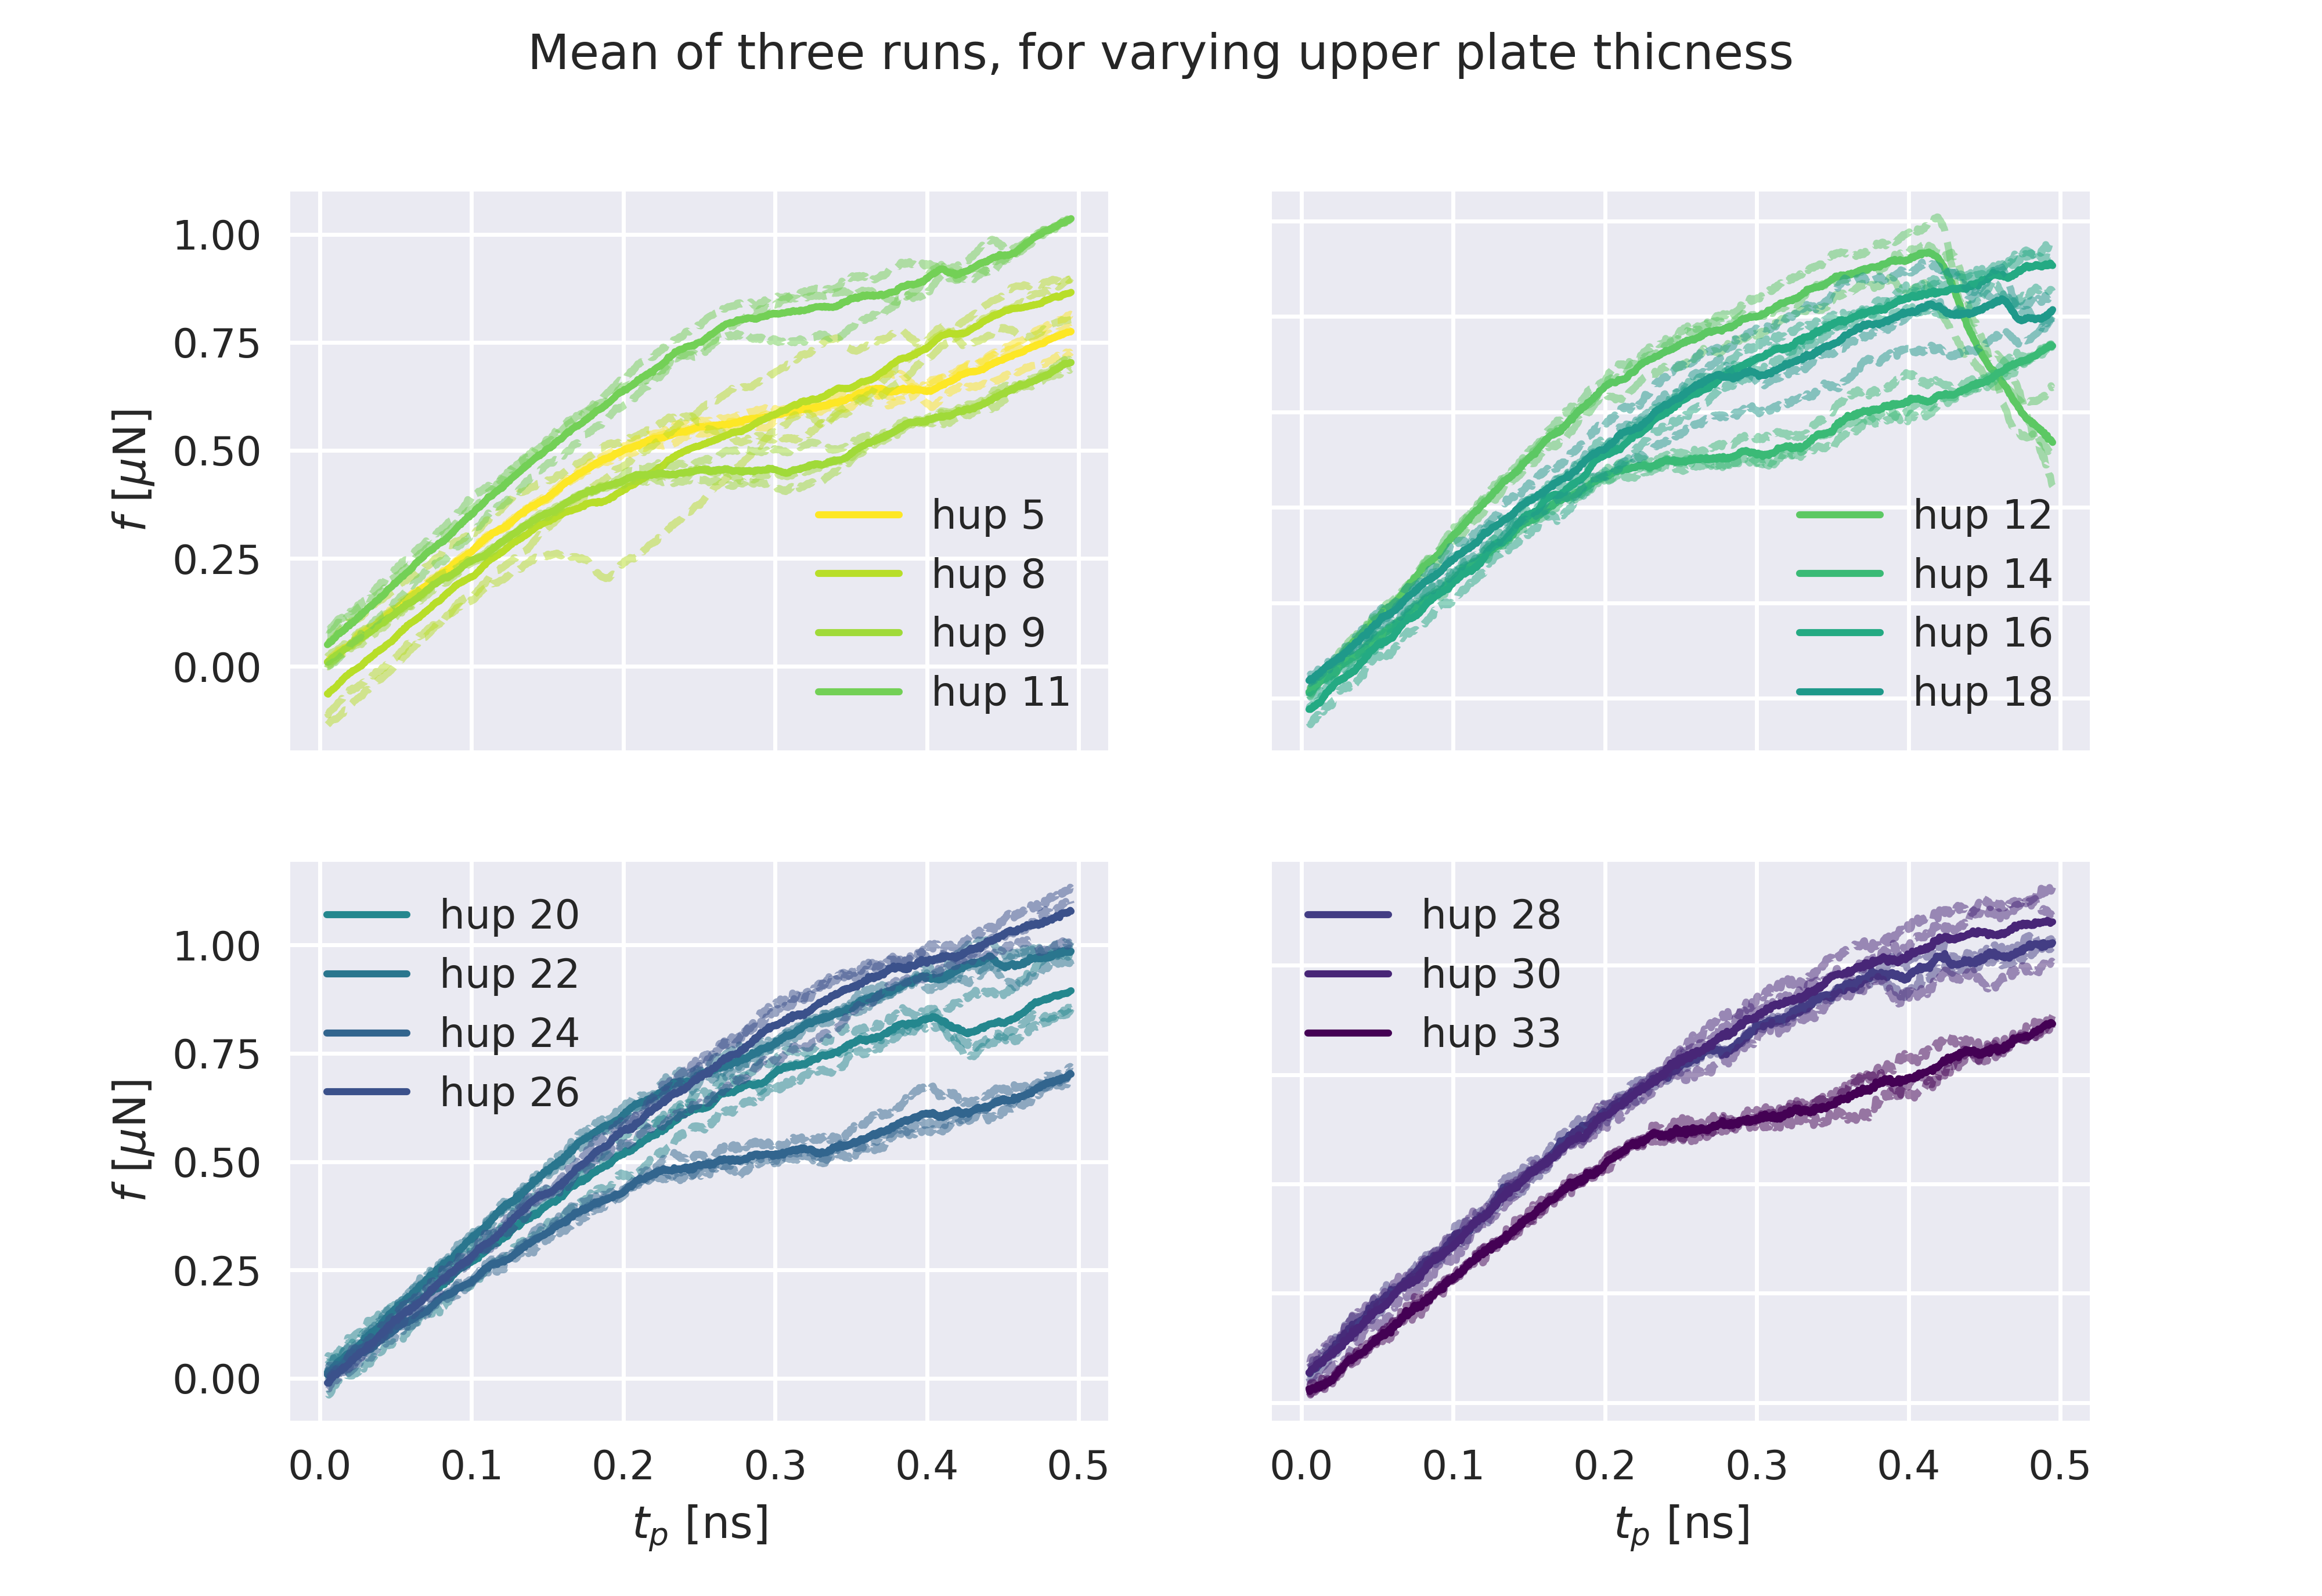 Mean of three runs, for varying upper plate thicness
1.00
0.75
0.50
0.25
0.00
f [μN]
hup 5
hup 8
hup 9
hup 11
hup 12
hup 14
hup 16
hup 18
1.00
0.75
0.50
0.25
0.00
f [μN]
hup 20
hup 22
hup 24
hup 26
hup 28
hup 30
hup 33
0.0 0.1 0.2 0.3 0.4 0.5
t_p [ns]
0.0 0.1 0.2 0.3 0.4 0.5
t_p [ns]